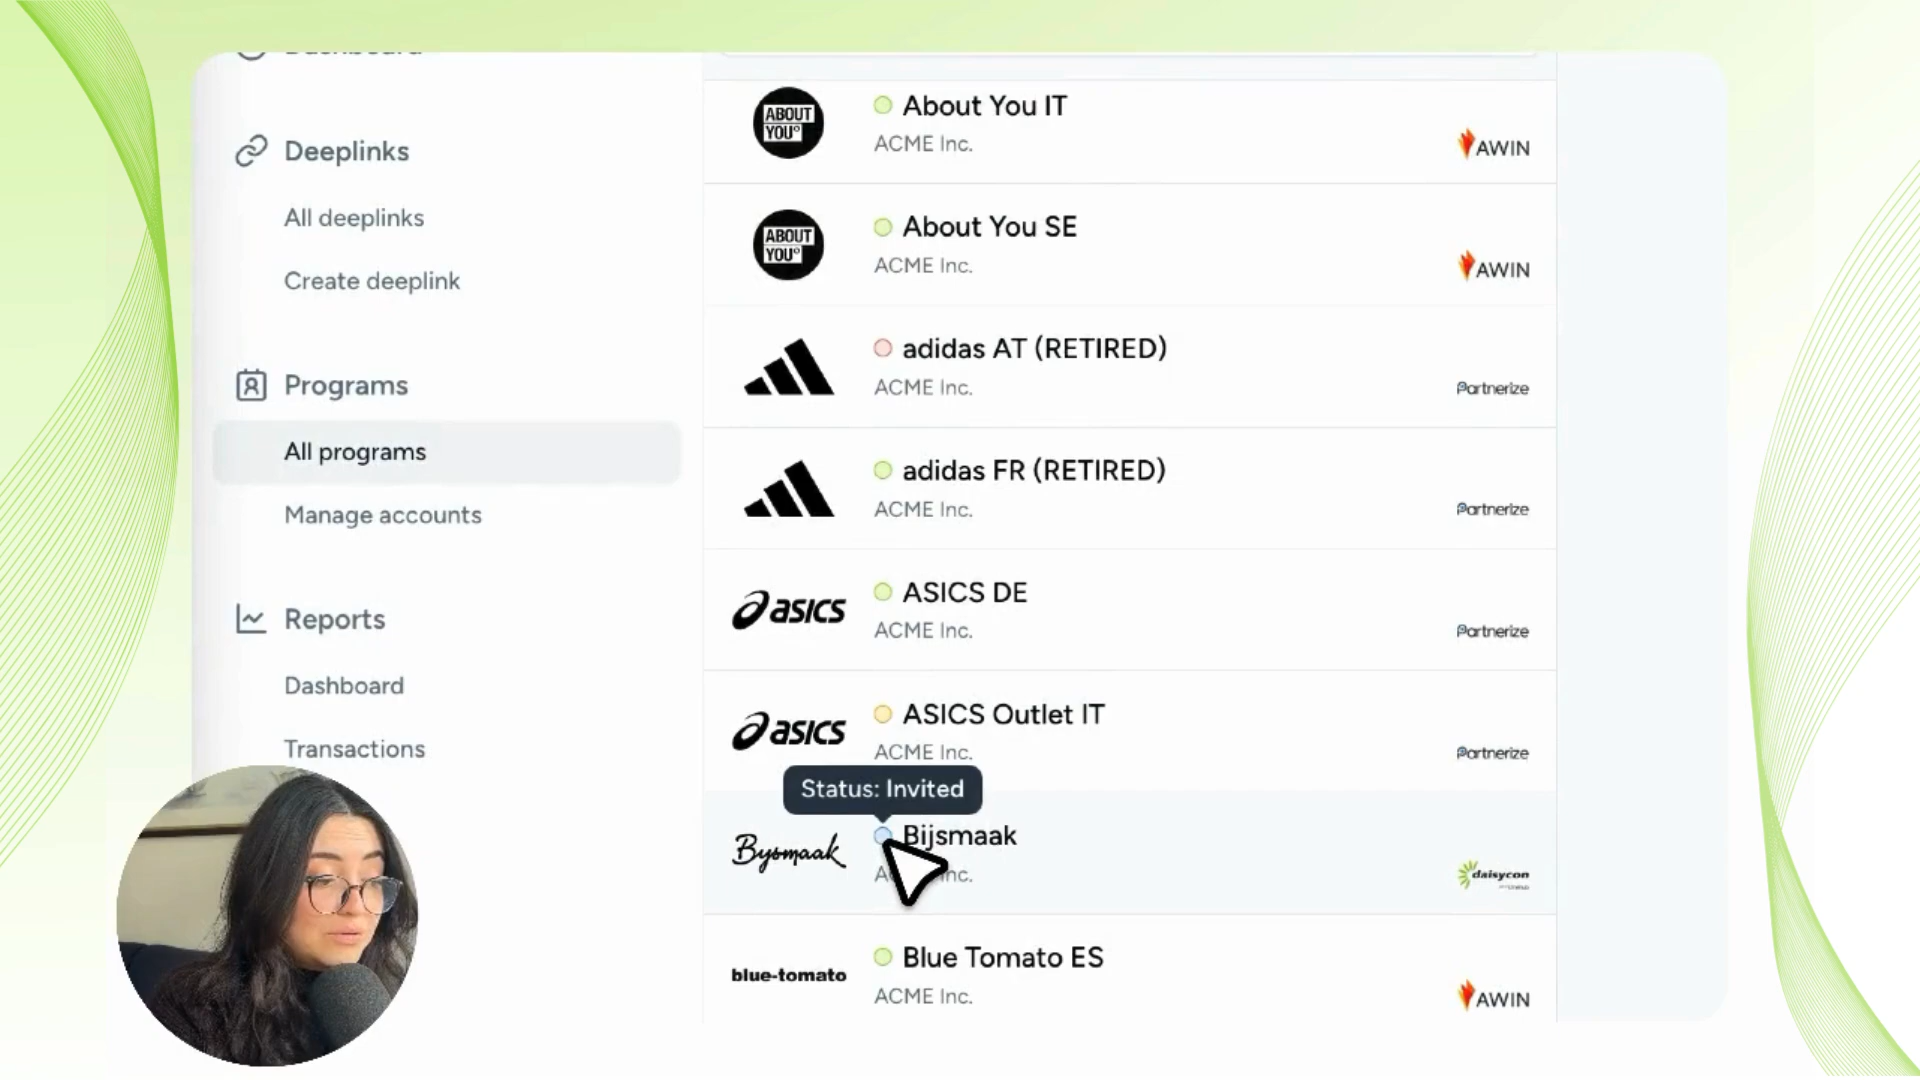 Dashboard
Deeplinks
All deeplinks
Create deeplink
Programs
All programs
Manage accounts
Reports
Dashboard
Transactions
ABOUT
YOU°
About You IT
ACME Inc.
AWIN
ABOUT
YOU°
About You SE
ACME Inc.
AWIN
adidas AT (RETIRED)
ACME Inc.
Partnerize
adidas FR (RETIRED)
ACME Inc.
Partnerize
asics
ASICS DE
ACME Inc.
Partnerize
asics
ASICS Outlet IT
ACME Inc.
Partnerize
Status: Invited
Bysmaak
Bijsmaak
A nc.
daisycon
blue-tomato
Blue Tomato ES
ACME Inc.
AWIN